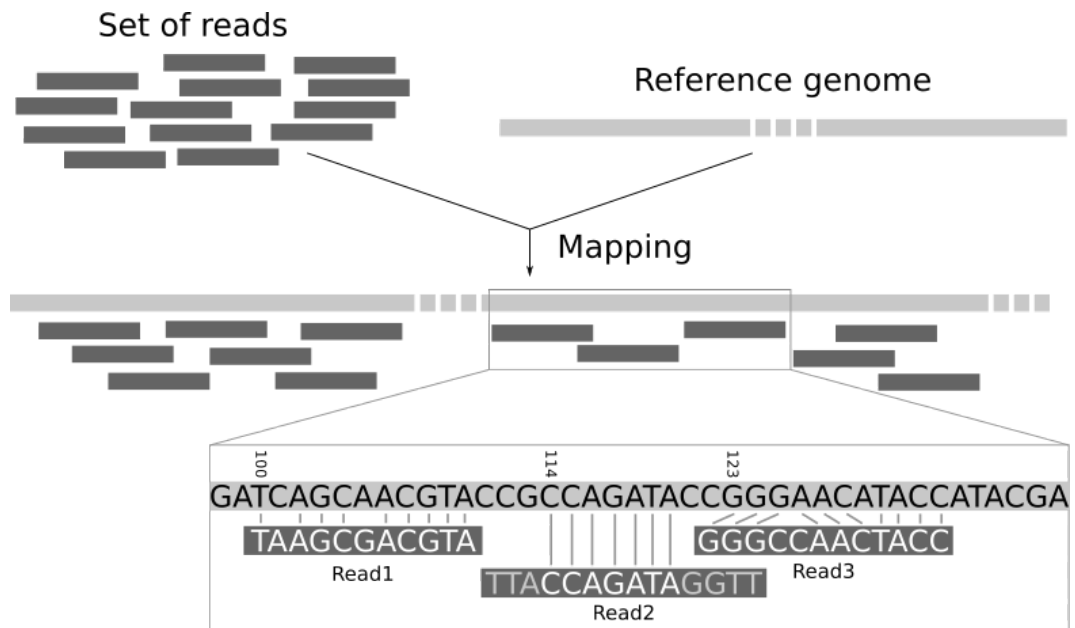 Set of reads
Reference genome
Mapping
100
114
123
GATCAGCAACGTACCGCCAGATACCGGGAACATACCATACGA
TAAGCGACGTA
GGGCCAACTACC
Read1
Read3
TTACCAGATAGGTT
Read2